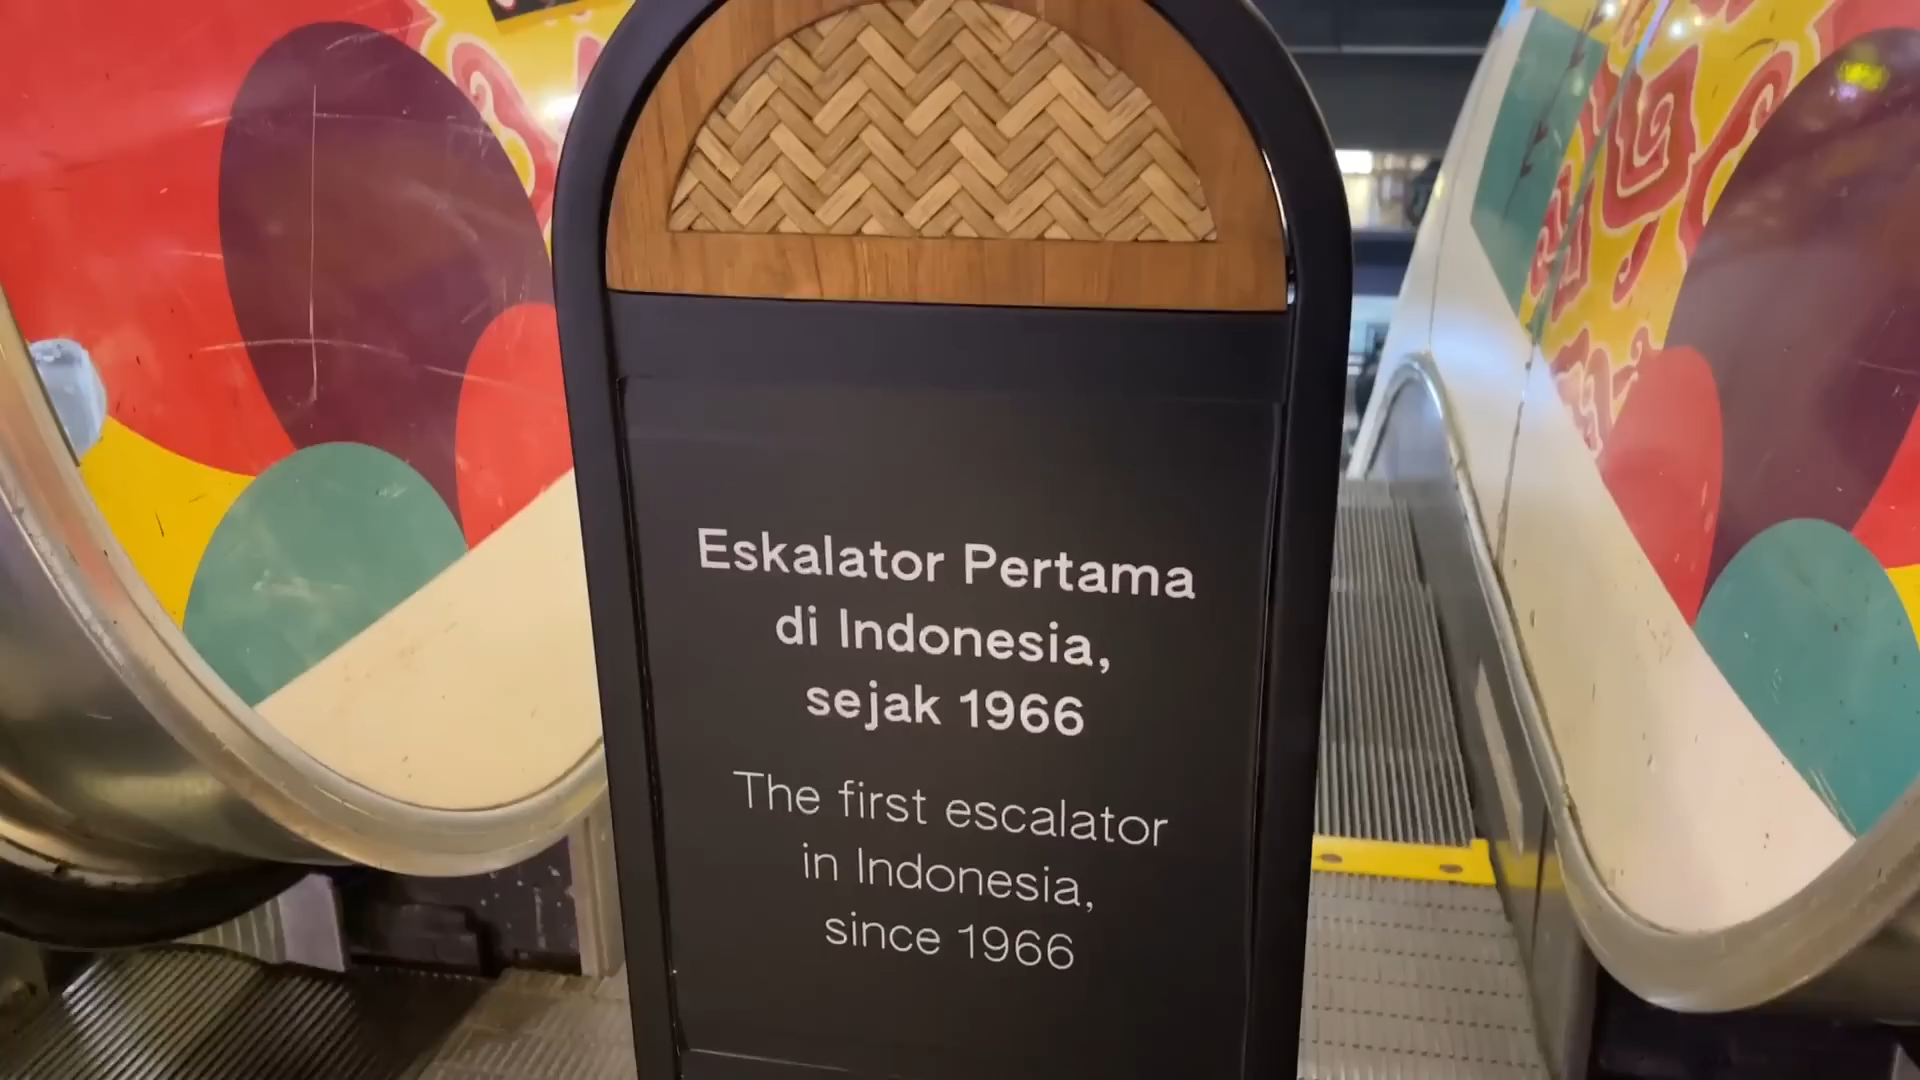 Eskalator Pertama
di Indonesia,
sejak 1966
The first escalator
in Indonesia,
since 1966